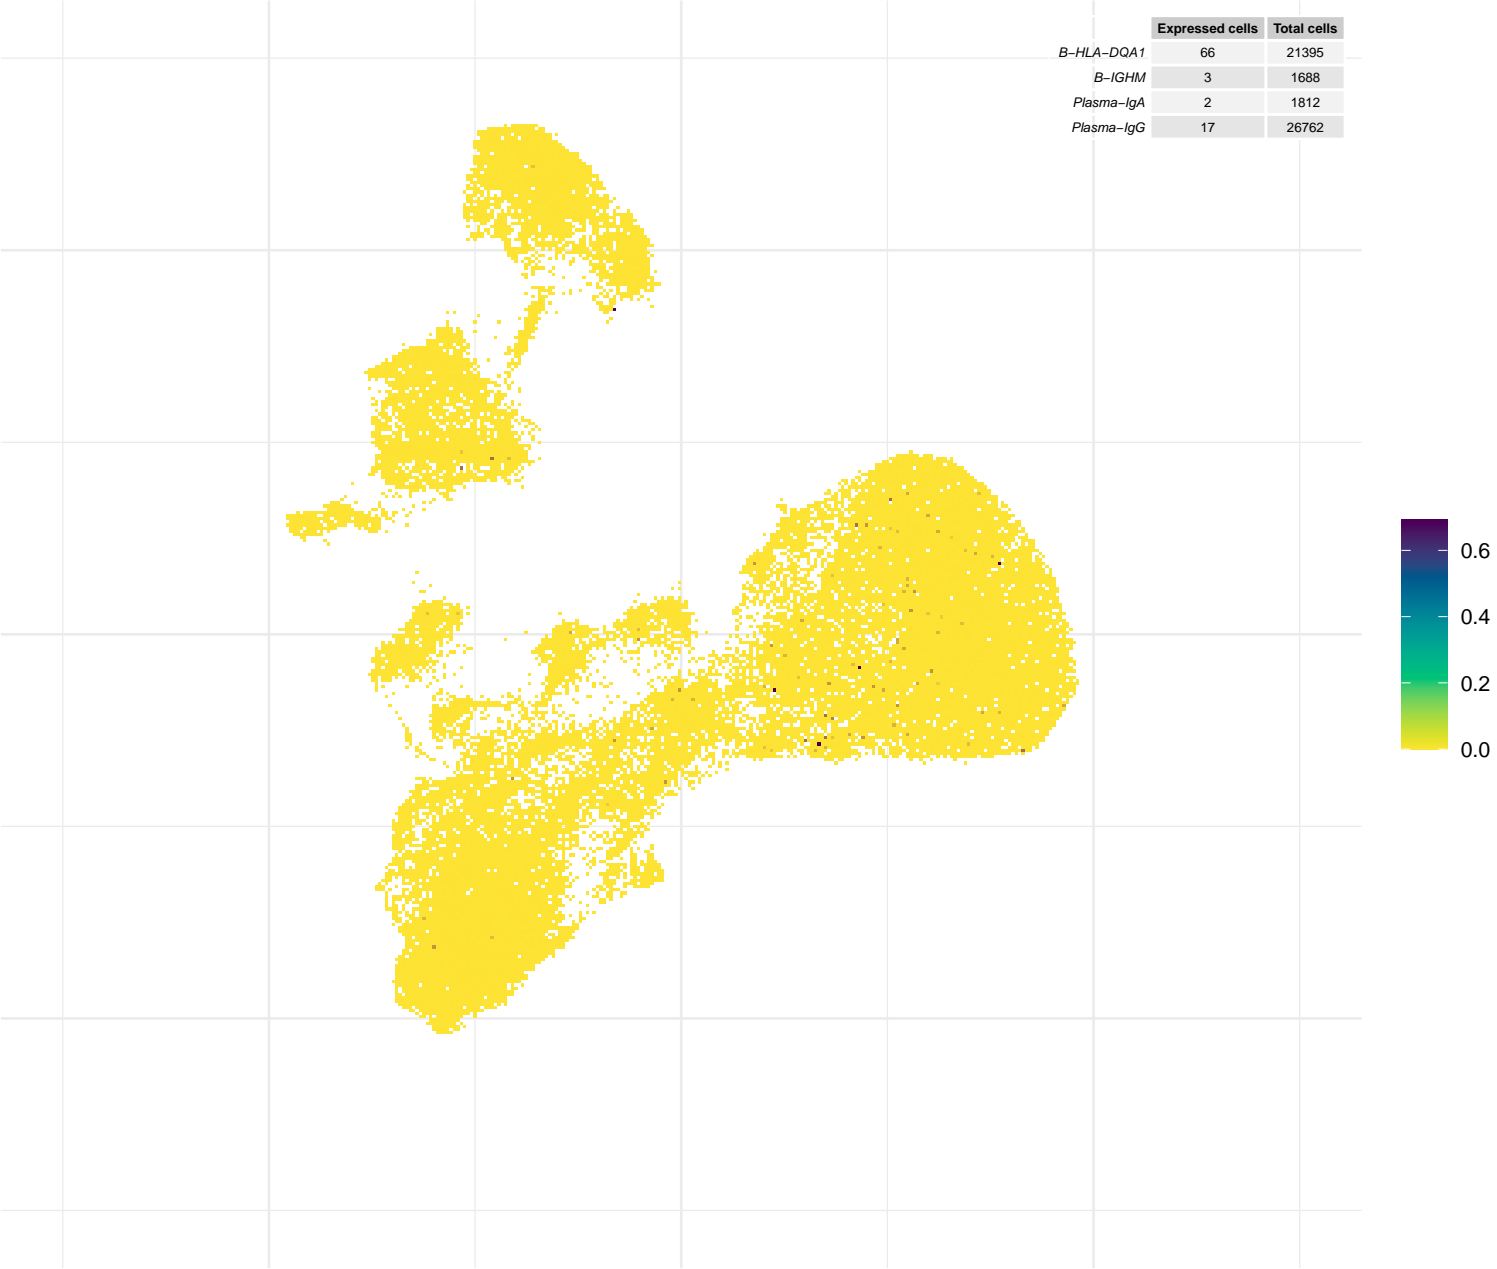 Expressed cells Total cells
B−HLA−DQA1 66 21395
B−IGHM 3 1688
Plasma−IgA 2 1812
Plasma−IgG 17 26762
0.6
0.4
0.2
0.0